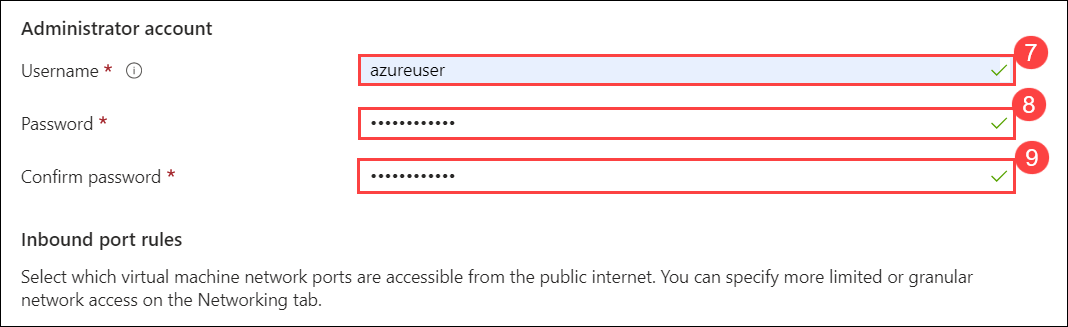 Administrator account
Username * ⓘ azureuser 7
Password * •••••••••••• 8
Confirm password * •••••••••••• 9
Inbound port rules
Select which virtual machine network ports are accessible from the public internet. You can specify more limited or granular
network access on the Networking tab.